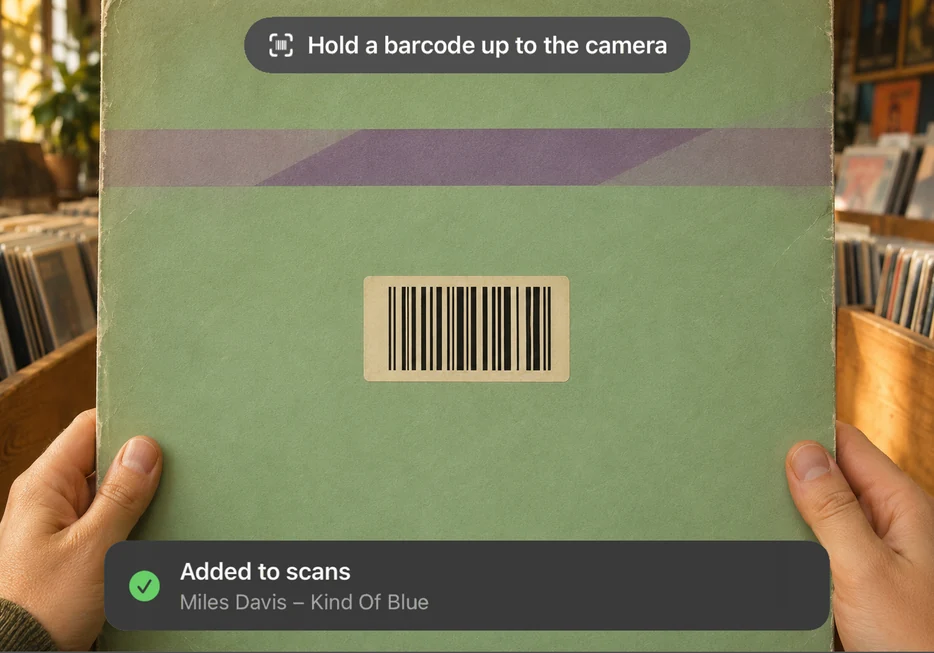 Hold a barcode up to the camera
Added to scans
Miles Davis – Kind Of Blue